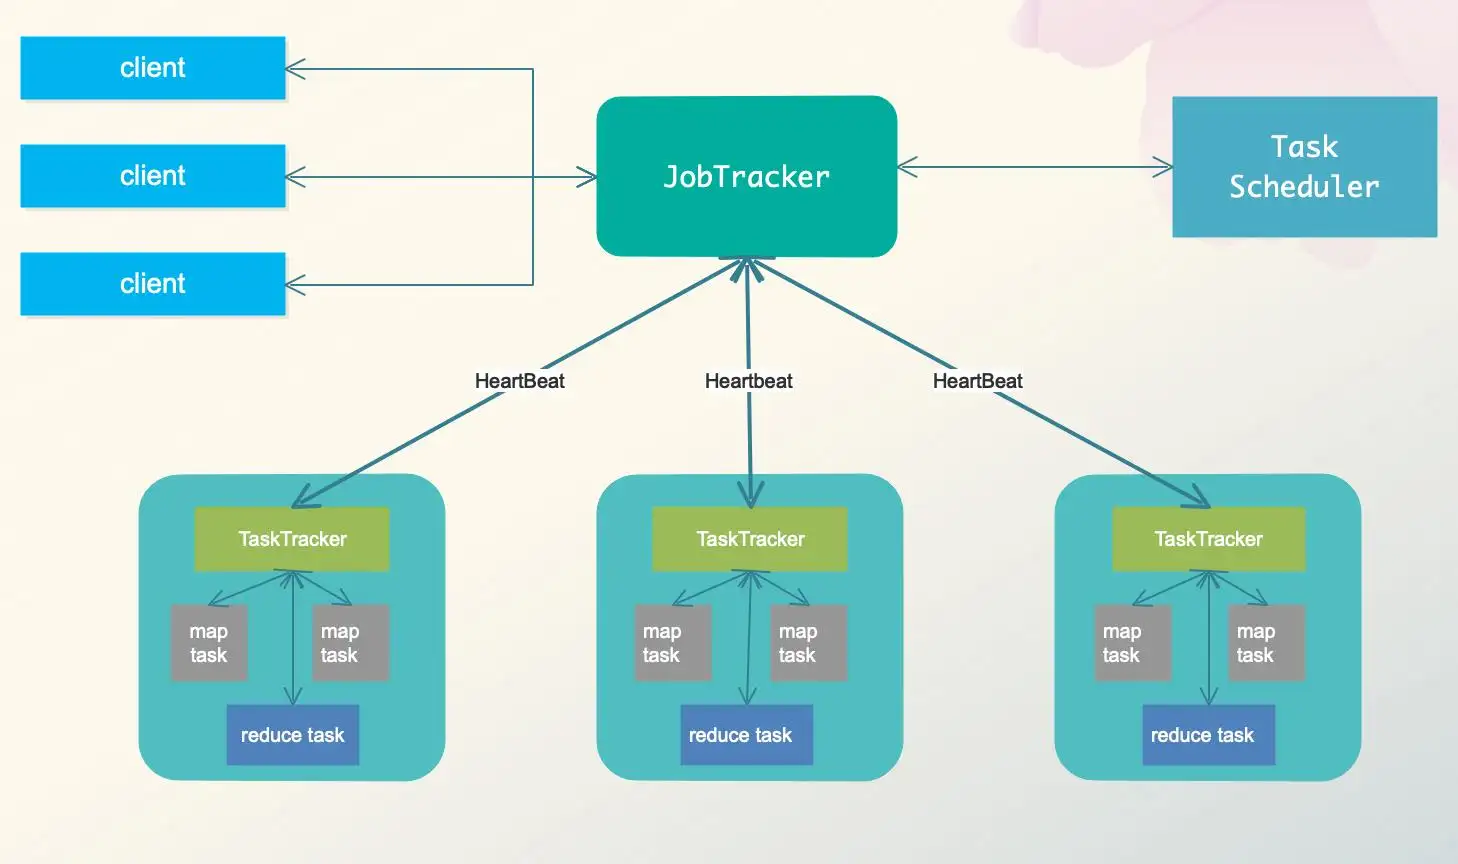 client
client
client
JobTracker
Task
Scheduler
HeartBeat
Heartbeat
HeartBeat
TaskTracker
map
task
map
task
reduce task
TaskTracker
map
task
map
task
reduce task
TaskTracker
map
task
map
task
reduce task